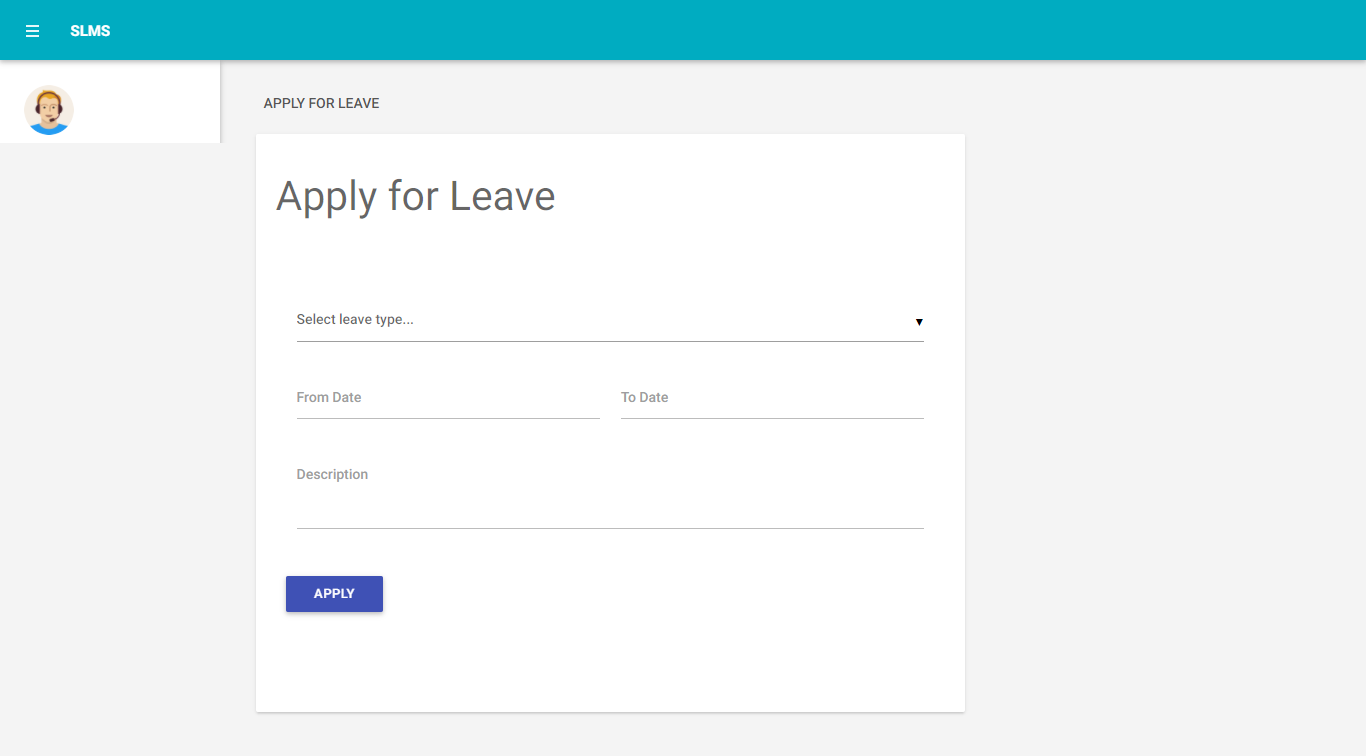 SLMS
APPLY FOR LEAVE
Apply for Leave
Select leave type...
From Date To Date
Description
APPLY